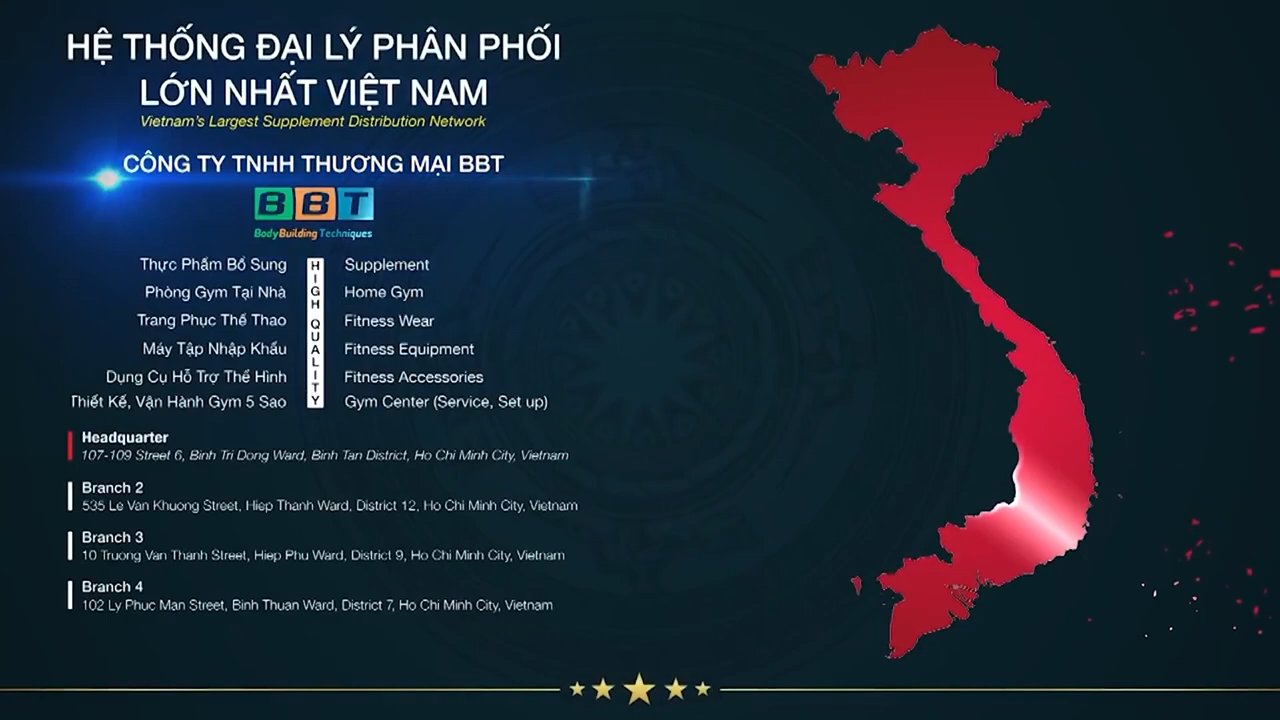 HỆ THỐNG ĐẠI LÝ PHÂN PHỐI
LỚN NHẤT VIỆT NAM
Vietnam's Largest Supplement Distribution Network
CÔNG TY TNHH THƯƠNG MẠI BBT
BBT
BodyBuilding Techniques
Thực Phẩm Bổ Sung
Phòng Gym Tại Nhà
Trang Phục Thể Thao
Máy Tập Nhập Khẩu
Dụng Cụ Hỗ Trợ Thể Hình
Thiết Kế, Vận Hành Gym 5 Sao
HIGH QUALITY
Supplement
Home Gym
Fitness Wear
Fitness Equipment
Fitness Accessories
Gym Center (Service, Set up)
Headquarter
107-109 Street 6, Binh Tri Dong Ward, Binh Tan District, Ho Chi Minh City, Vietnam
Branch 2
535 Le Van Khuong Street, Hiep Thanh Ward, District 12, Ho Chi Minh City, Vietnam
Branch 3
10 Truong Van Thanh Street, Hiep Phu Ward, District 9, Ho Chi Minh City, Vietnam
Branch 4
102 Ly Phuc Man Street, Binh Thuan Ward, District 7, Ho Chi Minh City, Vietnam